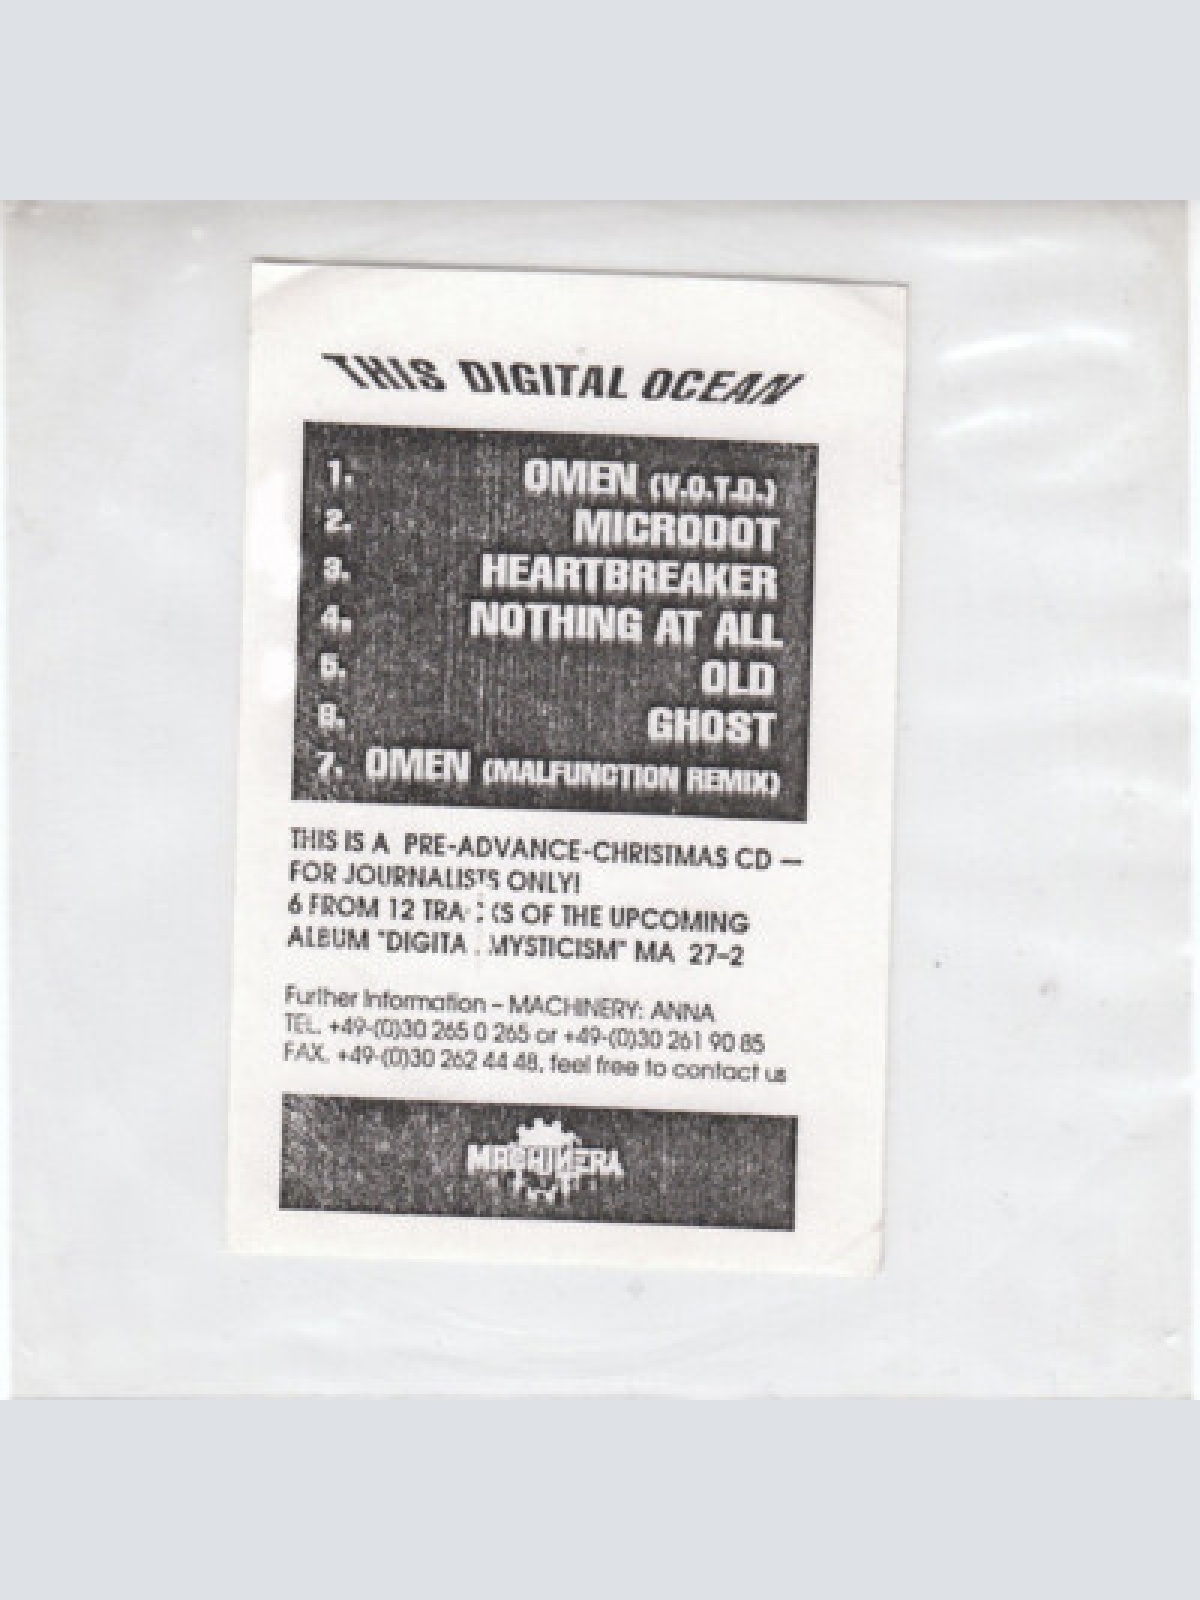 THIS DIGITAL OCEAN
1. OMEN (V.O.T.D.)
2. MICRODOT
3. HEARTBREAKER
4. NOTHING AT ALL
5. OLD
6. GHOST
7. OMEN (MALFUNCTION REMIX)
THIS IS A PRE-ADVANCE-CHRISTMAS CD —
FOR JOURNALISTS ONLY!
6 FROM 12 TRACKS OF THE UPCOMING
ALBUM "DIGITAL MYSTICISM" MA 27-2
Further Information – MACHINERY: ANNA
TEL. +49-(0)30 265 0 265 or +49-(0)30 261 90 85
FAX. +49-(0)30 262 44 48, feel free to contact us